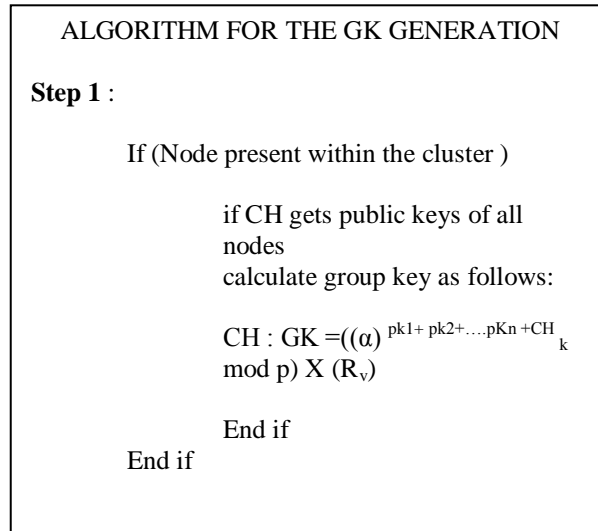 ALGORITHM FOR THE GK GENERATION
Step 1 :
If (Node present within the cluster )
if CH gets public keys of all
nodes
calculate group key as follows:
CH : GK =((α) pk1+ pk2+….pKn +CH k
mod p) X (Rv)
End if
End if